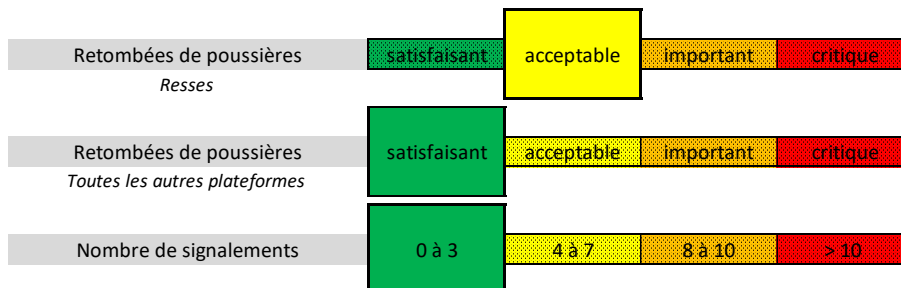 Retombées de poussières satisfaisant acceptable important critique
Resses
Retombées de poussières satisfaisant acceptable important critique
Toutes les autres plateformes
Nombre de signalements 0 à 3 4 à 7 8 à 10 > 10